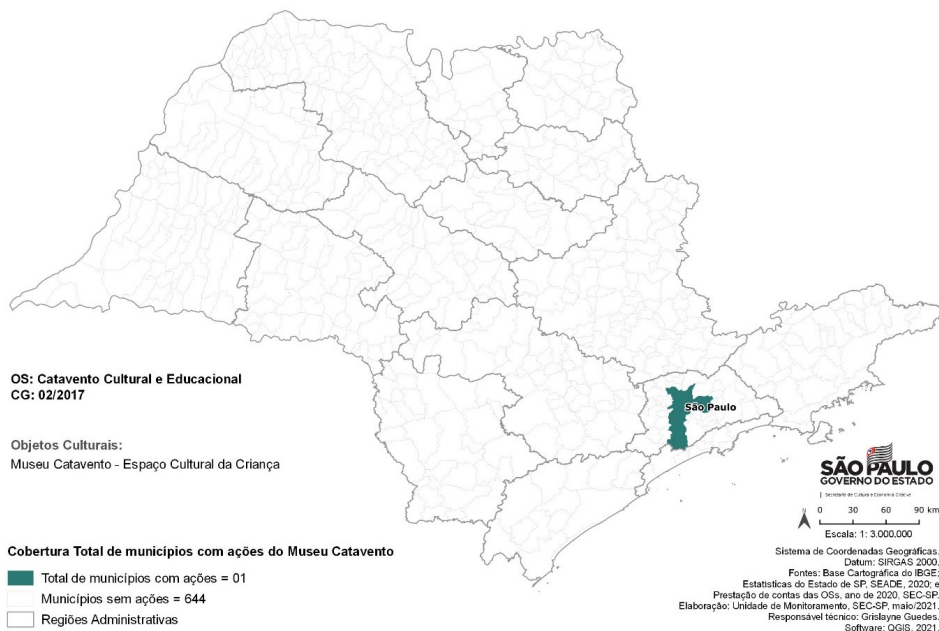 São Paulo
OS: Catavento Cultural e Educacional
CG: 02/2017
Objetos Culturais:
Museu Catavento - Espaço Cultural da Criança
Cobertura Total de municípios com ações do Museu Catavento
Total de municípios com ações = 01
Municípios sem ações = 644
Regiões Administrativas
SÃO PAULO
GOVERNO DO ESTADO
Secretaria de Cultura e Economia Criativa
N
0 30 60 90 km
Escala: 1: 3.000.000
Sistema de Coordenadas Geográficas.
Datum: SIRGAS 2000.
Fontes: Base Cartográfica do IBGE;
Estatísticas do Estado de SP, SEADE, 2020; e
Prestação de contas das OSs, ano de 2020, SEC-SP.
Elaboração: Unidade de Monitoramento, SEC-SP, maio/2021.
Responsável técnico: Grislayne Guedes.
Software: QGIS, 2021.